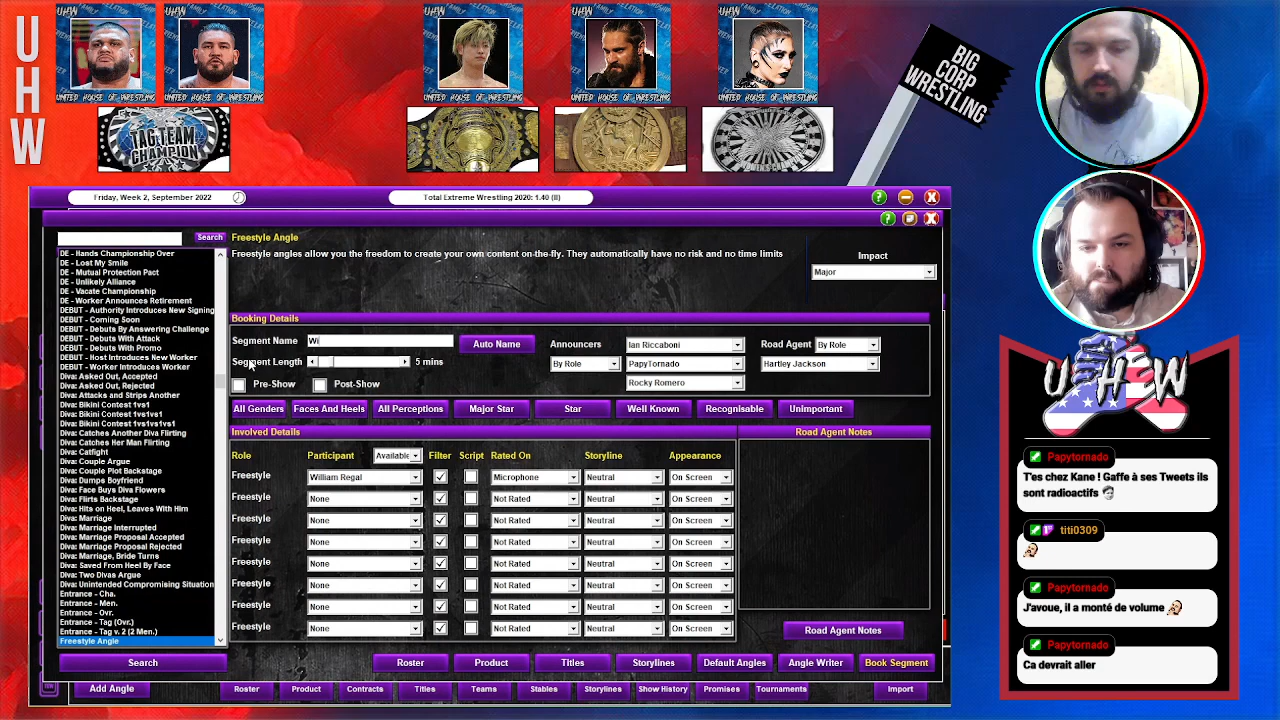 UHW
UHW
UNITED HOUSE OF WRESTLING
UNITED HOUSE OF WRESTLING
UNITED HOUSE OF WRESTLING
UNITED HOUSE OF WRESTLING
UNITED HOUSE OF WRESTLING
TAG TEAM
CHAMPION
BIG
CORP
WRESTLING
Friday, Week 2, September 2022
Total Extreme Wrestling 2020: 1.40 (II)
Search
DE - Hands Championship Over
DE - Lost My Smile
DE - Mutual Protection Pact
DE - Unlikely Alliance
DE - Vacate Championship
DE - Worker Announces Retirement
DEBUT - Authority Introduces New Signing
DEBUT - Coming Soon
DEBUT - Debuts By Answering Challenge
DEBUT - Debuts With Attack
DEBUT - Debuts With Promo
DEBUT - Host Introduces New Worker
DEBUT - Worker Introduces Worker
Diva: Asked Out, Accepted
Diva: Asked Out, Rejected
Diva: Attacks and Strips Another
Diva: Bikini Contest 1vs1
Diva: Bikini Contest 1vs1vs1
Diva: Bikini Contest 1vs1vs1vs1
Diva: Catches Another Diva Flirting
Diva: Catches Her Man Flirting
Diva: Catfight
Diva: Couple Argue
Diva: Couple Plot Backstage
Diva: Dumps Boyfriend
Diva: Face Buys Diva Flowers
Diva: Flirts Backstage
Diva: Hits on Heel, Leaves With Him
Diva: Marriage
Diva: Marriage Interrupted
Diva: Marriage Proposal Accepted
Diva: Marriage Proposal Rejected
Diva: Marriage, Bride Turns
Diva: Saved From Heel By Face
Diva: Two Divas Argue
Diva: Unintended Compromising Situation
Entrance - Cha.
Entrance - Men.
Entrance - Ovr.
Entrance - Tag (Ovr.)
Entrance - Tag v. 2 (2 Men.)
Freestyle Angle
Search
Freestyle Angle
Freestyle angles allow you the freedom to create your own content on-the-fly. They automatically have no risk and no time limits
Impact
Major
Booking Details
Segment Name Wi Auto Name
Segment Length 5 mins
Pre-Show Post-Show
Announcers
By Role
Ian Riccaboni
PapyTornado
Rocky Romero
Road Agent By Role
Hartley Jackson
All Genders Faces And Heels All Perceptions Major Star Star Well Known Recognisable Unimportant
Involved Details
Road Agent Notes
Role Participant Available Filter Script Rated On Storyline Appearance
Freestyle William Regal Microphone Neutral On Screen
Freestyle None Not Rated Neutral On Screen
Freestyle None Not Rated Neutral On Screen
Freestyle None Not Rated Neutral On Screen
Freestyle None Not Rated Neutral On Screen
Freestyle None Not Rated Neutral On Screen
Freestyle None Not Rated Neutral On Screen
Freestyle None Not Rated Neutral On Screen
Road Agent Notes
Roster Product Titles Storylines Default Angles Angle Writer Book Segment
Add Angle Roster Product Contracts Titles Teams Stables Storylines Show History Promises Tournaments Import
Papytornado
T'es chez Kane ! Gaffe à ses Tweets ils
sont radioactifs
titi0309
Papytornado
J'avoue, il a monté de volume
Papytornado
Ca devrait aller